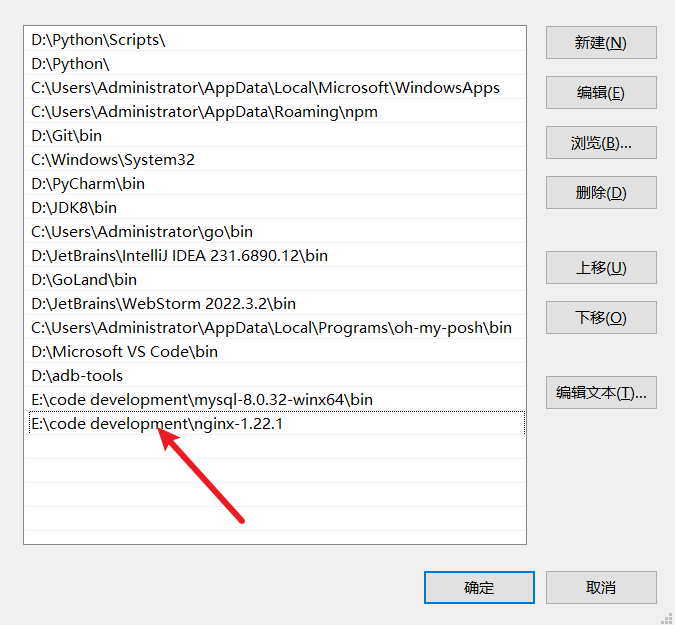 D:\Python\Scripts\
D:\Python\
C:\Users\Administrator\AppData\Local\Microsoft\WindowsApps
C:\Users\Administrator\AppData\Roaming\npm
D:\Git\bin
C:\Windows\System32
D:\PyCharm\bin
D:\JDK8\bin
C:\Users\Administrator\go\bin
D:\JetBrains\IntelliJ IDEA 231.6890.12\bin
D:\GoLand\bin
D:\JetBrains\WebStorm 2022.3.2\bin
C:\Users\Administrator\AppData\Local\Programs\oh-my-posh\bin
D:\Microsoft VS Code\bin
D:\adb-tools
E:\code development\mysql-8.0.32-winx64\bin
E:\code development\nginx-1.22.1
新建(N)
编辑(E)
浏览(B)...
删除(D)
上移(U)
下移(O)
编辑文本(T)...
确定
取消